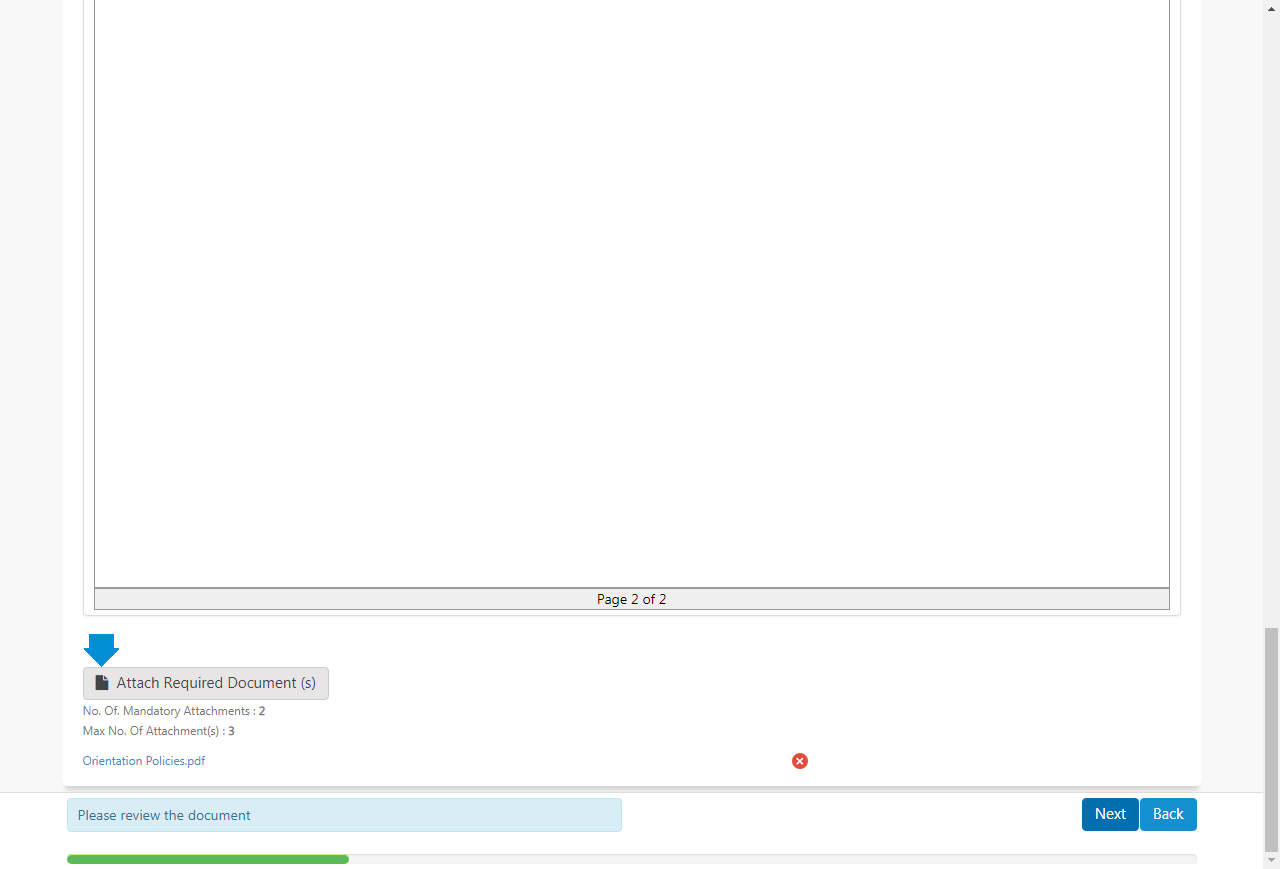 Page 2 of 2
Attach Required Document (s)
No. Of. Mandatory Attachments : 2
Max No. Of Attachment(s) : 3
Orientation Policies.pdf
Please review the document
Next
Back